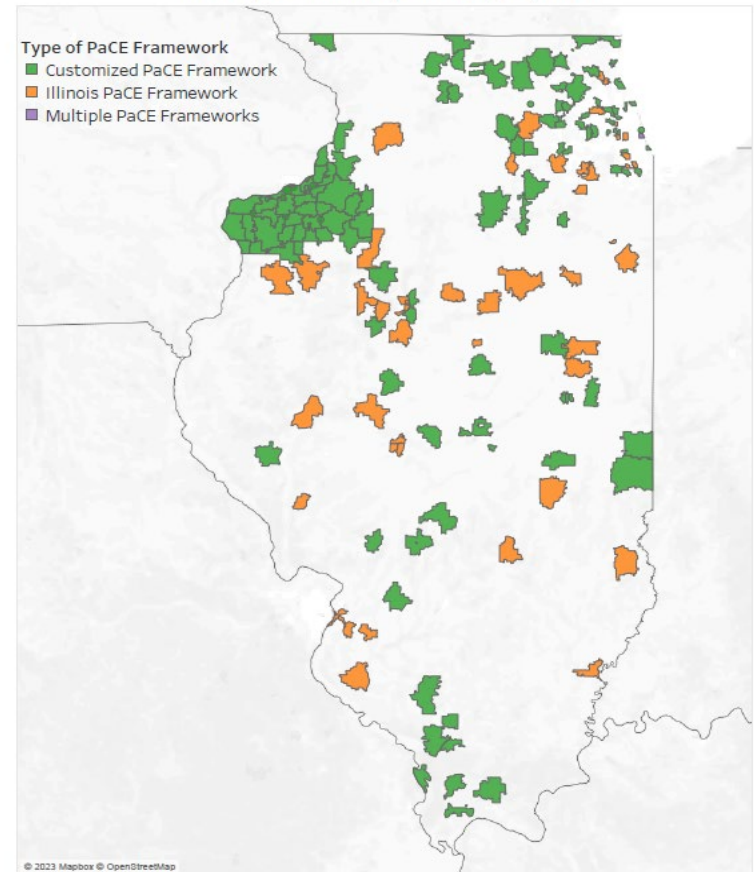 Type of PaCE Framework
Customized PaCE Framework
Illinois PaCE Framework
Multiple PaCE Frameworks
© 2023 Mapbox © OpenStreetMap